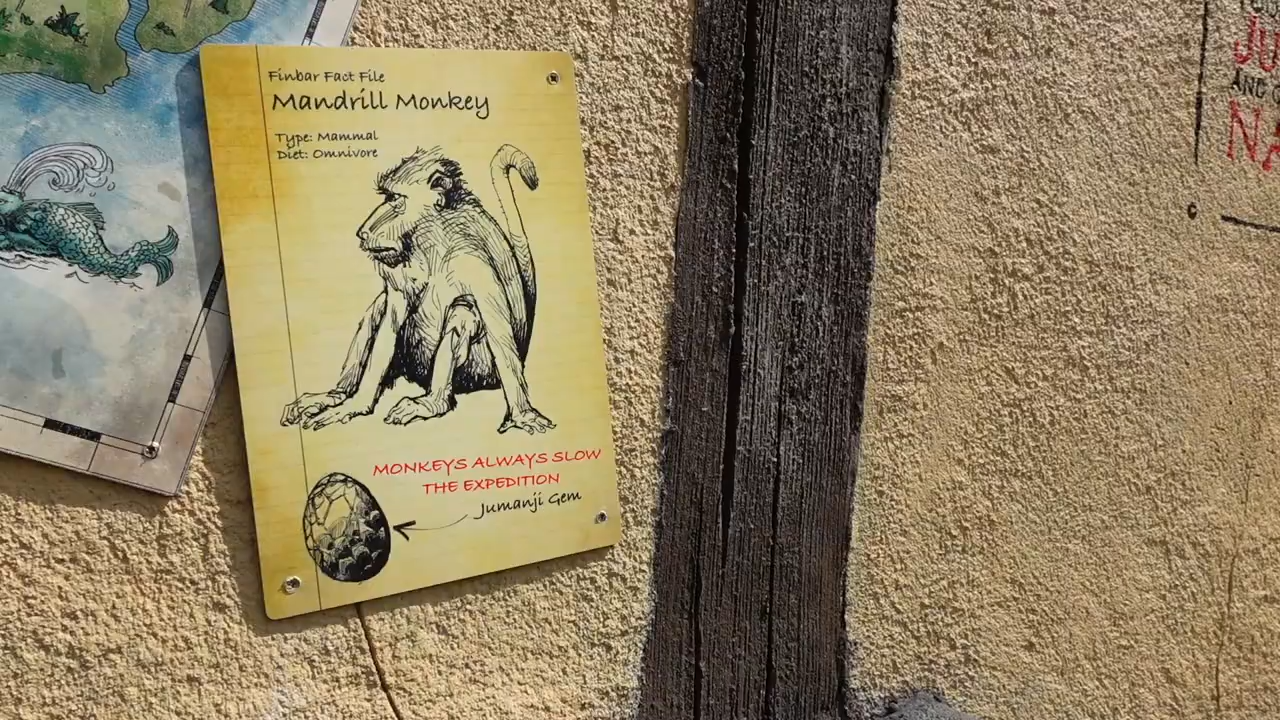 Finbar Fact File
Mandrill Monkey
Type: Mammal
Diet: Omnivore
MONKEYS ALWAYS SLOW
THE EXPEDITION
Jumanji Gem